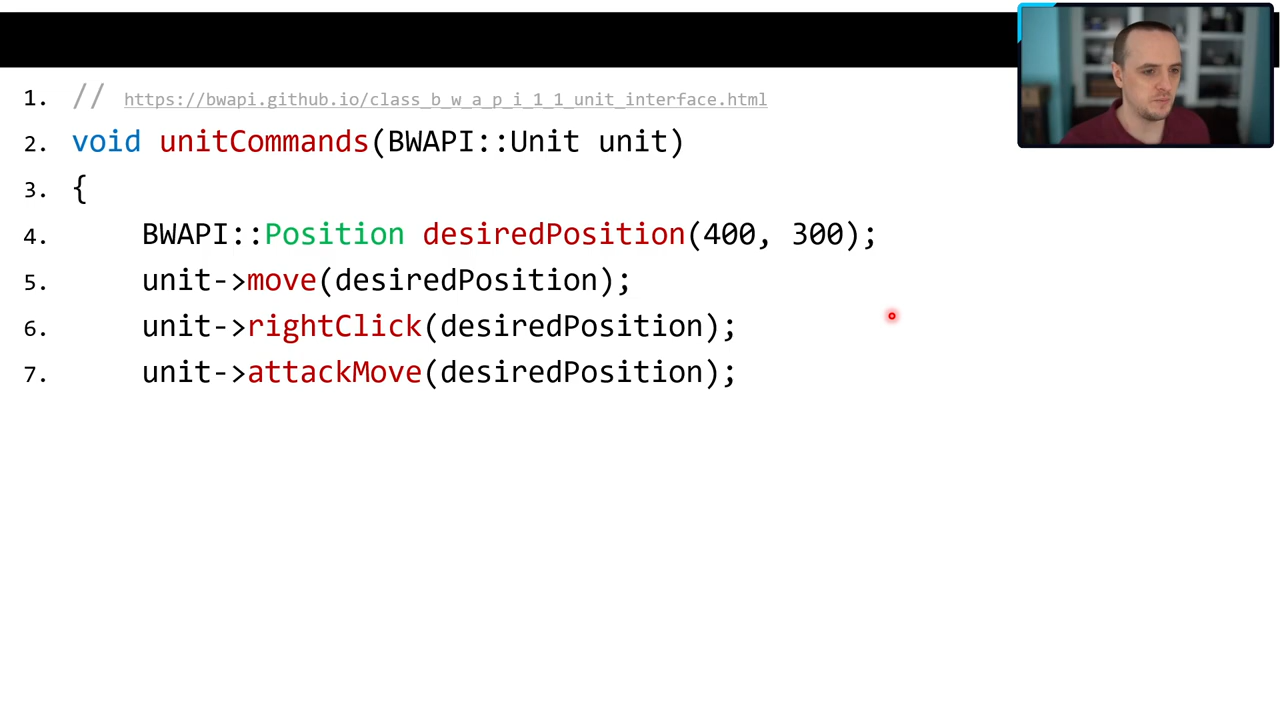 1. // https://bwapi.github.io/class_b_w_a_p_i_1_1_unit_interface.html
2. void unitCommands(BWAPI::Unit unit)
3. {
4. BWAPI::Position desiredPosition(400, 300);
5. unit->move(desiredPosition);
6. unit->rightClick(desiredPosition);
7. unit->attackMove(desiredPosition);